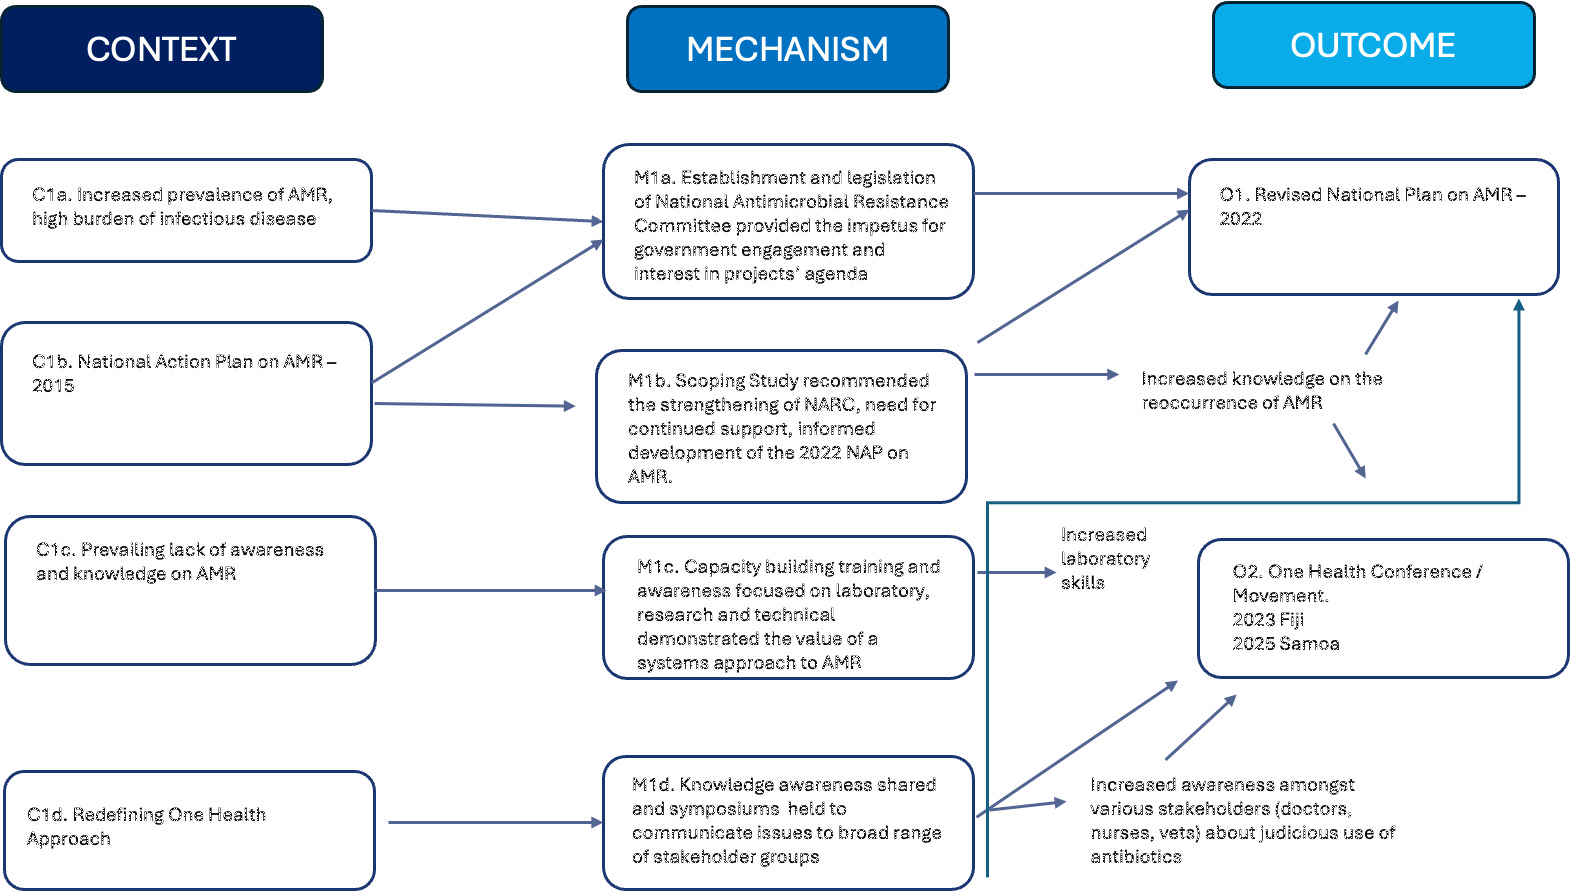 CONTEXT
MECHANISM
OUTCOME
C1a. Increased prevalence of AMR,
high burden of infectious disease
M1a. Establishment and legislation
of National Antimicrobial Resistance
Committee provided the impetus for
government engagement and
interest in projects' agenda
O1. Revised National Plan on AMR –
2022
C1b. National Action Plan on AMR –
2015
M1b. Scoping Study recommended
the strengthening of NARC, need for
continued support, informed
development of the 2022 NAP on
AMR.
Increased knowledge on the
reoccurrence of AMR
C1c. Prevailing lack of awareness
and knowledge on AMR
M1c. Capacity building training and
awareness focused on laboratory,
research and technical
demonstrated the value of a
systems approach to AMR
Increased
laboratory
skills
O2. One Health Conference /
Movement.
2023 Fiji
2025 Samoa
C1d. Redefining One Health
Approach
M1d. Knowledge awareness shared
and symposiums held to
communicate issues to broad range
of stakeholder groups
Increased awareness amongst
various stakeholders (doctors,
nurses, vets) about judicious use of
antibiotics